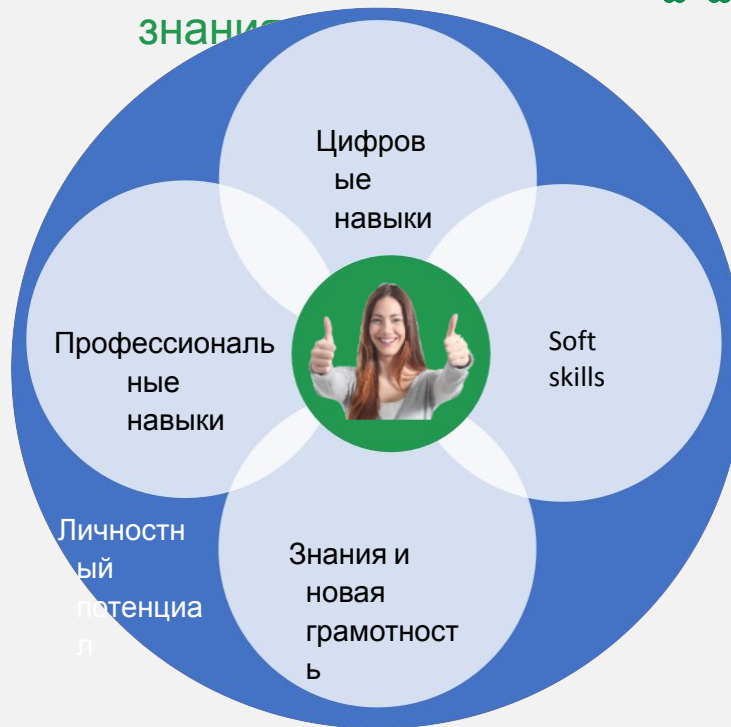 знания
Цифров
ые
навыки
Профессиональ
ные
навыки
Soft
skills
Личностн
ый
потенциа
л
Знания и
новая
грамотност
ь